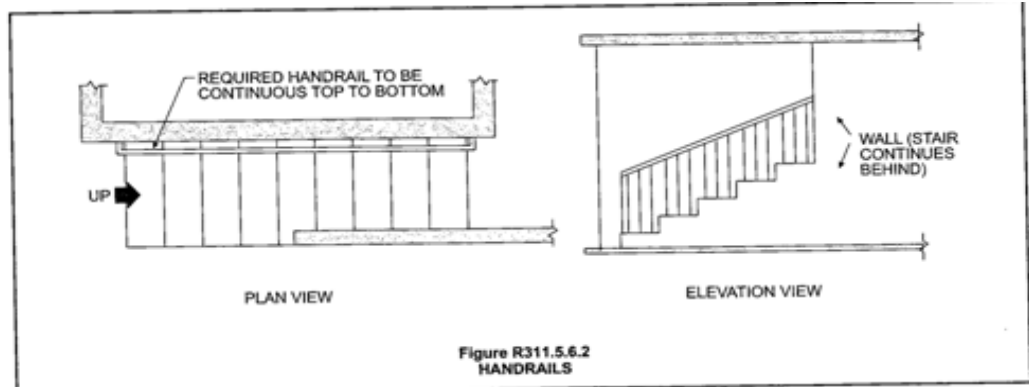 REQUIRED HANDRAIL TO BE
CONTINUOUS TOP TO BOTTOM
UP
PLAN VIEW
WALL (STAIR
CONTINUES
BEHIND)
ELEVATION VIEW
Figure R311.5.6.2
HANDRAILS